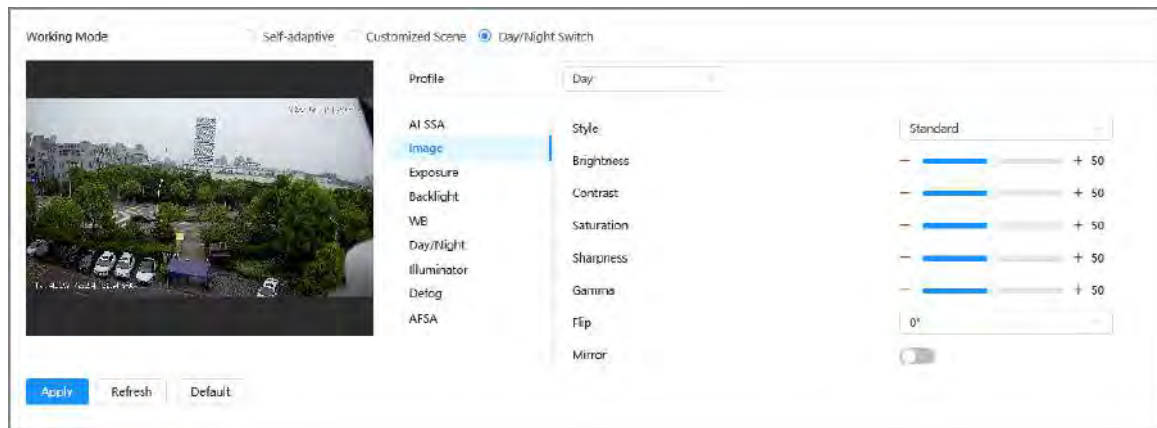 Working Mode Self-adaptive Customized Scene Day/Night Switch
Profile Day
AI SSA
Image
Exposure
Backlight
WB
Day/Night
Illuminator
Defog
AFSA
Style Standard
Brightness - + 50
Contrast - + 50
Saturation - + 50
Sharpness - + 50
Gamma - + 50
Flip 0°
Mirror
Apply Refresh Default